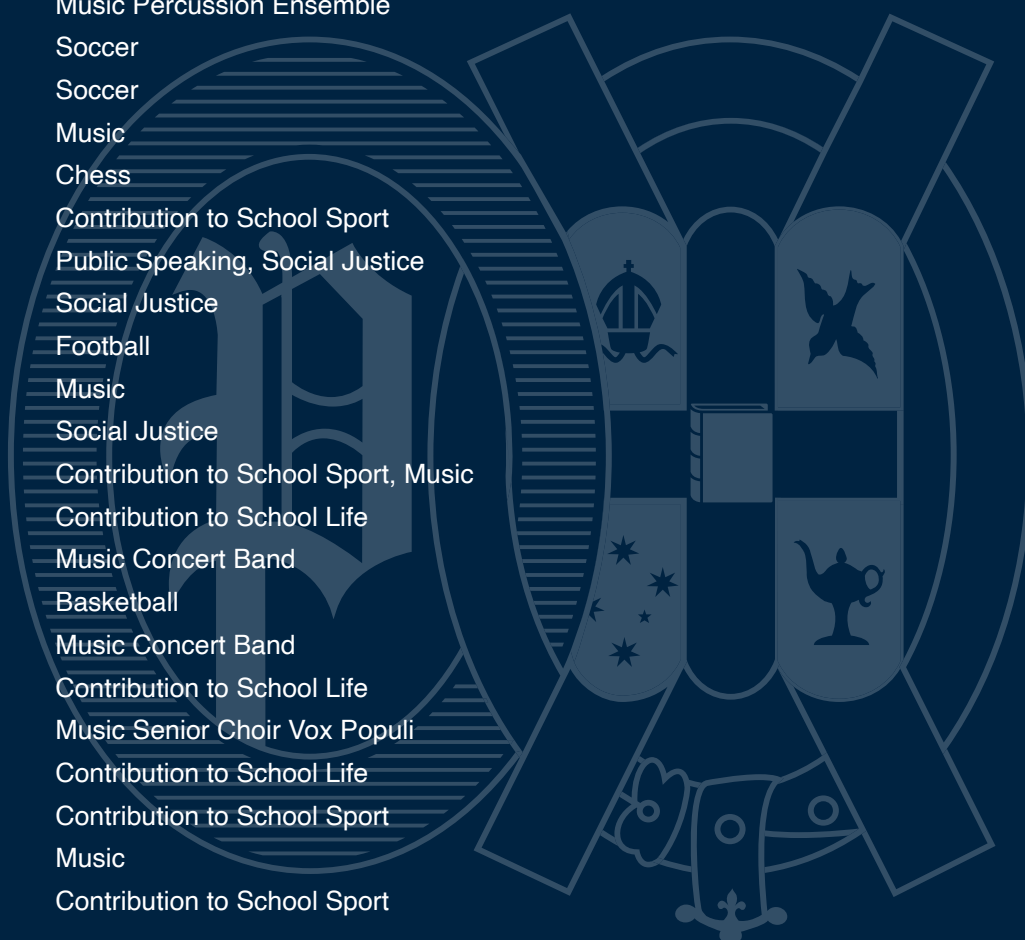 Music Percussion Ensemble
Soccer
Soccer
Music
Chess
Contribution to School Sport
Public Speaking, Social Justice
Social Justice
Football
Music
Social Justice
Contribution to School Sport, Music
Contribution to School Life
Music Concert Band
Basketball
Music Concert Band
Contribution to School Life
Music Senior Choir Vox Populi
Contribution to School Life
Contribution to School Sport
Music
Contribution to School Sport